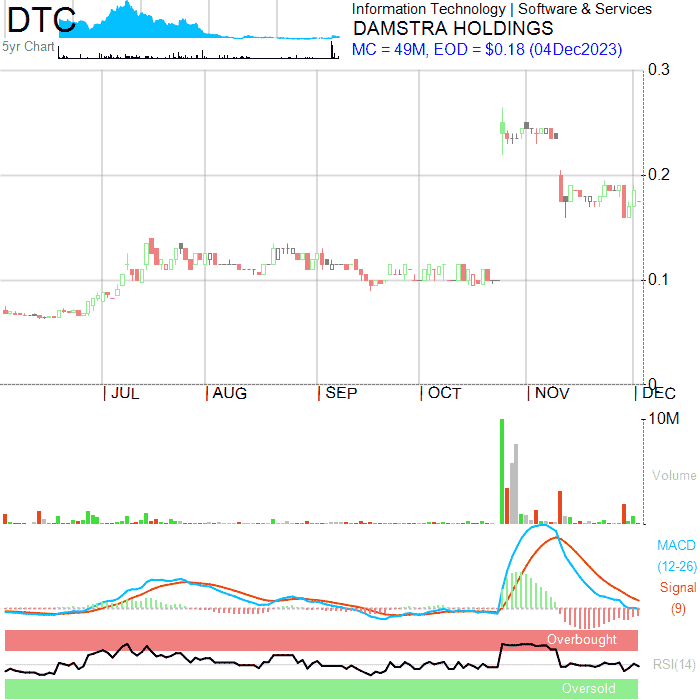 DTC
5yr Chart
Information Technology | Software & Services
DAMSTRA HOLDINGS
MC = 49M, EOD = $0.18 (04Dec2023)
0.3
0.2
0.1
0
JUL AUG SEP OCT NOV DEC
10M
Volume
MACD
(12-26)
Signal
(9)
Overbought
RSI(14)
Oversold